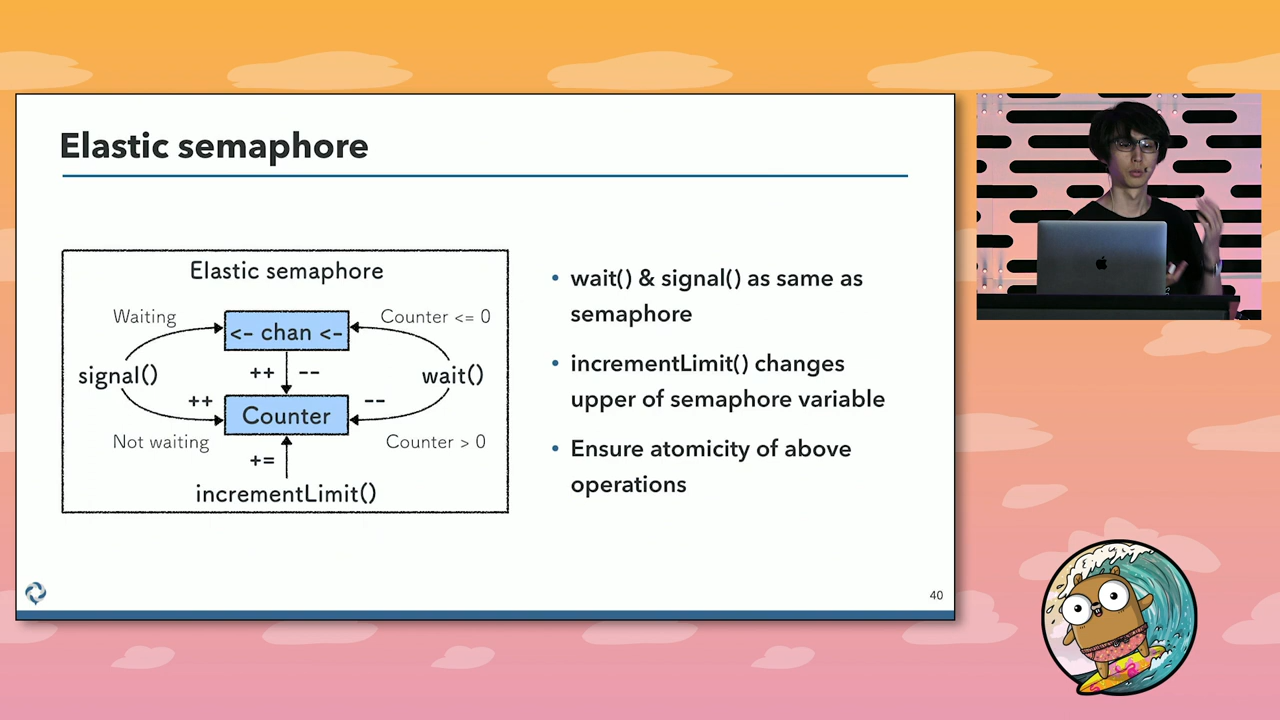 Elastic semaphore
Elastic semaphore
Waiting
Counter <= 0
<- chan <-
signal()
++
--
wait()
++
--
Counter
Not waiting
Counter > 0
+=
incrementLimit()
• wait() & signal() as same as
semaphore
• incrementLimit() changes
upper of semaphore variable
• Ensure atomicity of above
operations
40